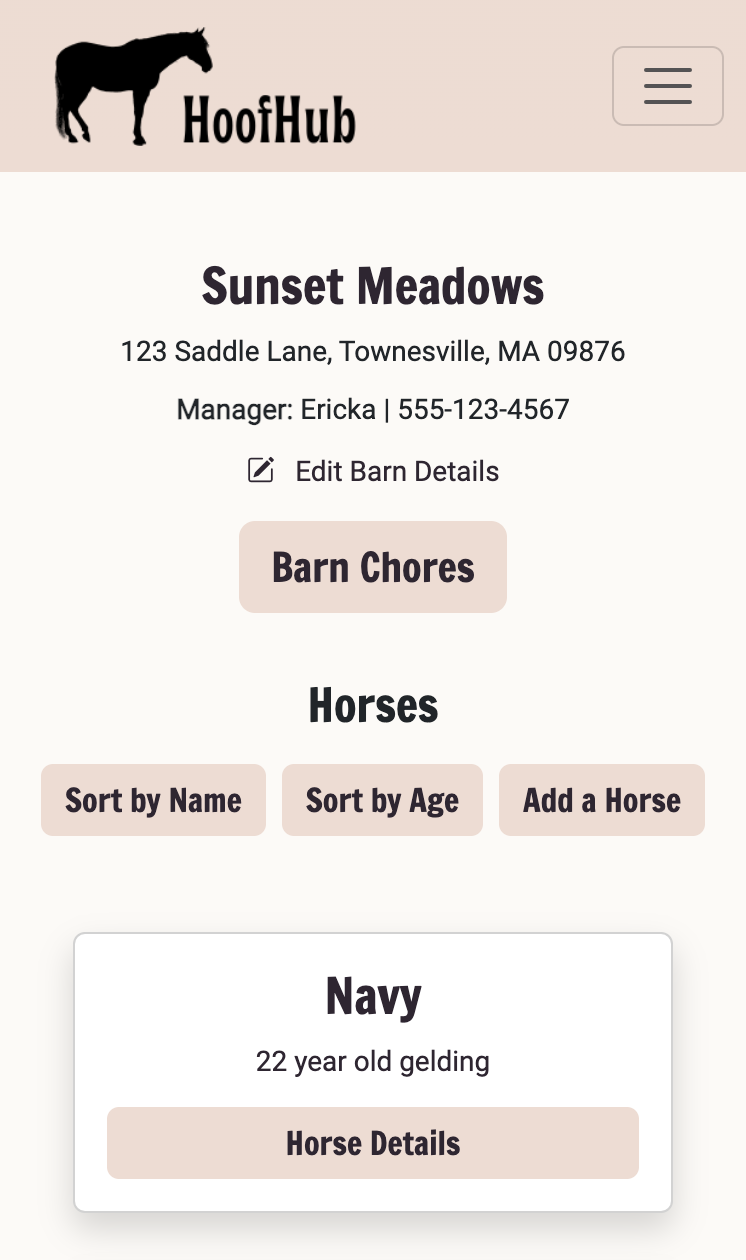 HoofHub
Sunset Meadows
123 Saddle Lane, Townesville, MA 09876
Manager: Ericka | 555-123-4567
Edit Barn Details
Barn Chores
Horses
Sort by Name Sort by Age Add a Horse
Navy
22 year old gelding
Horse Details